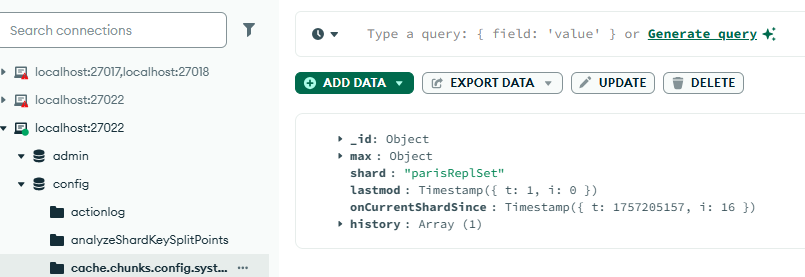 Search connections
localhost:27017,localhost:27018
localhost:27022
localhost:27022
admin
config
actionlog
analyzeShardKeySplitPoints
cache.chunks.config.syst...
Type a query: { field: 'value' } or Generate query
ADD DATA
EXPORT DATA
UPDATE
DELETE
_id: Object
max : Object
shard : "parisReplSet"
lastmod : Timestamp({ t: 1, i: 0 })
onCurrentShardSince : Timestamp({ t: 1757205157, i: 16 })
history : Array (1)